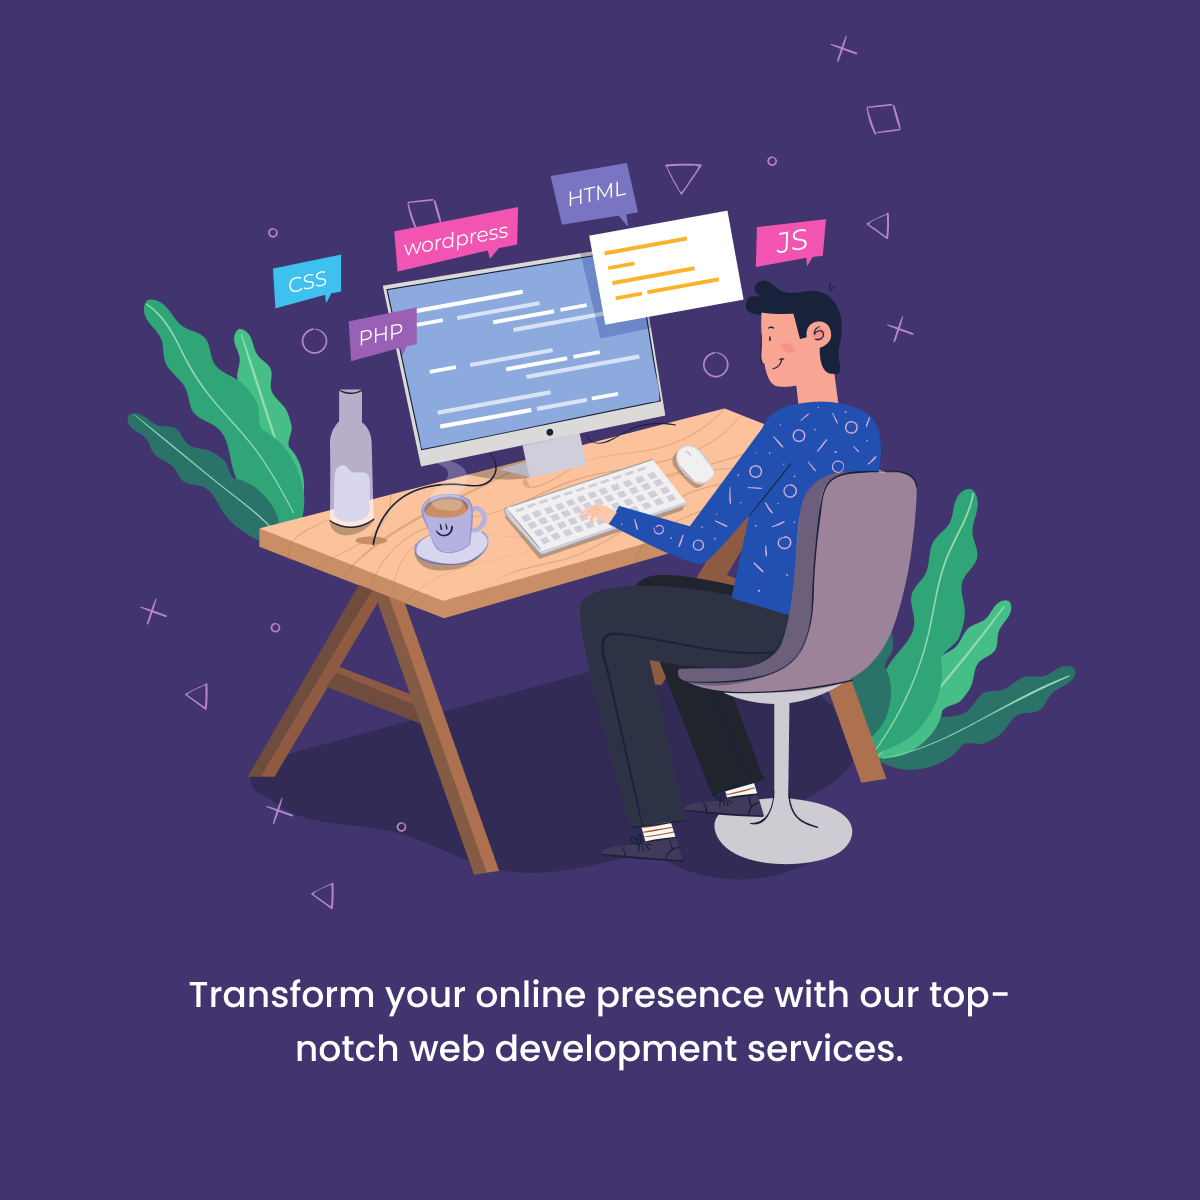 HTML
wordpress
JS
CSS
PHP
Transform your online presence with our top-
notch web development services.